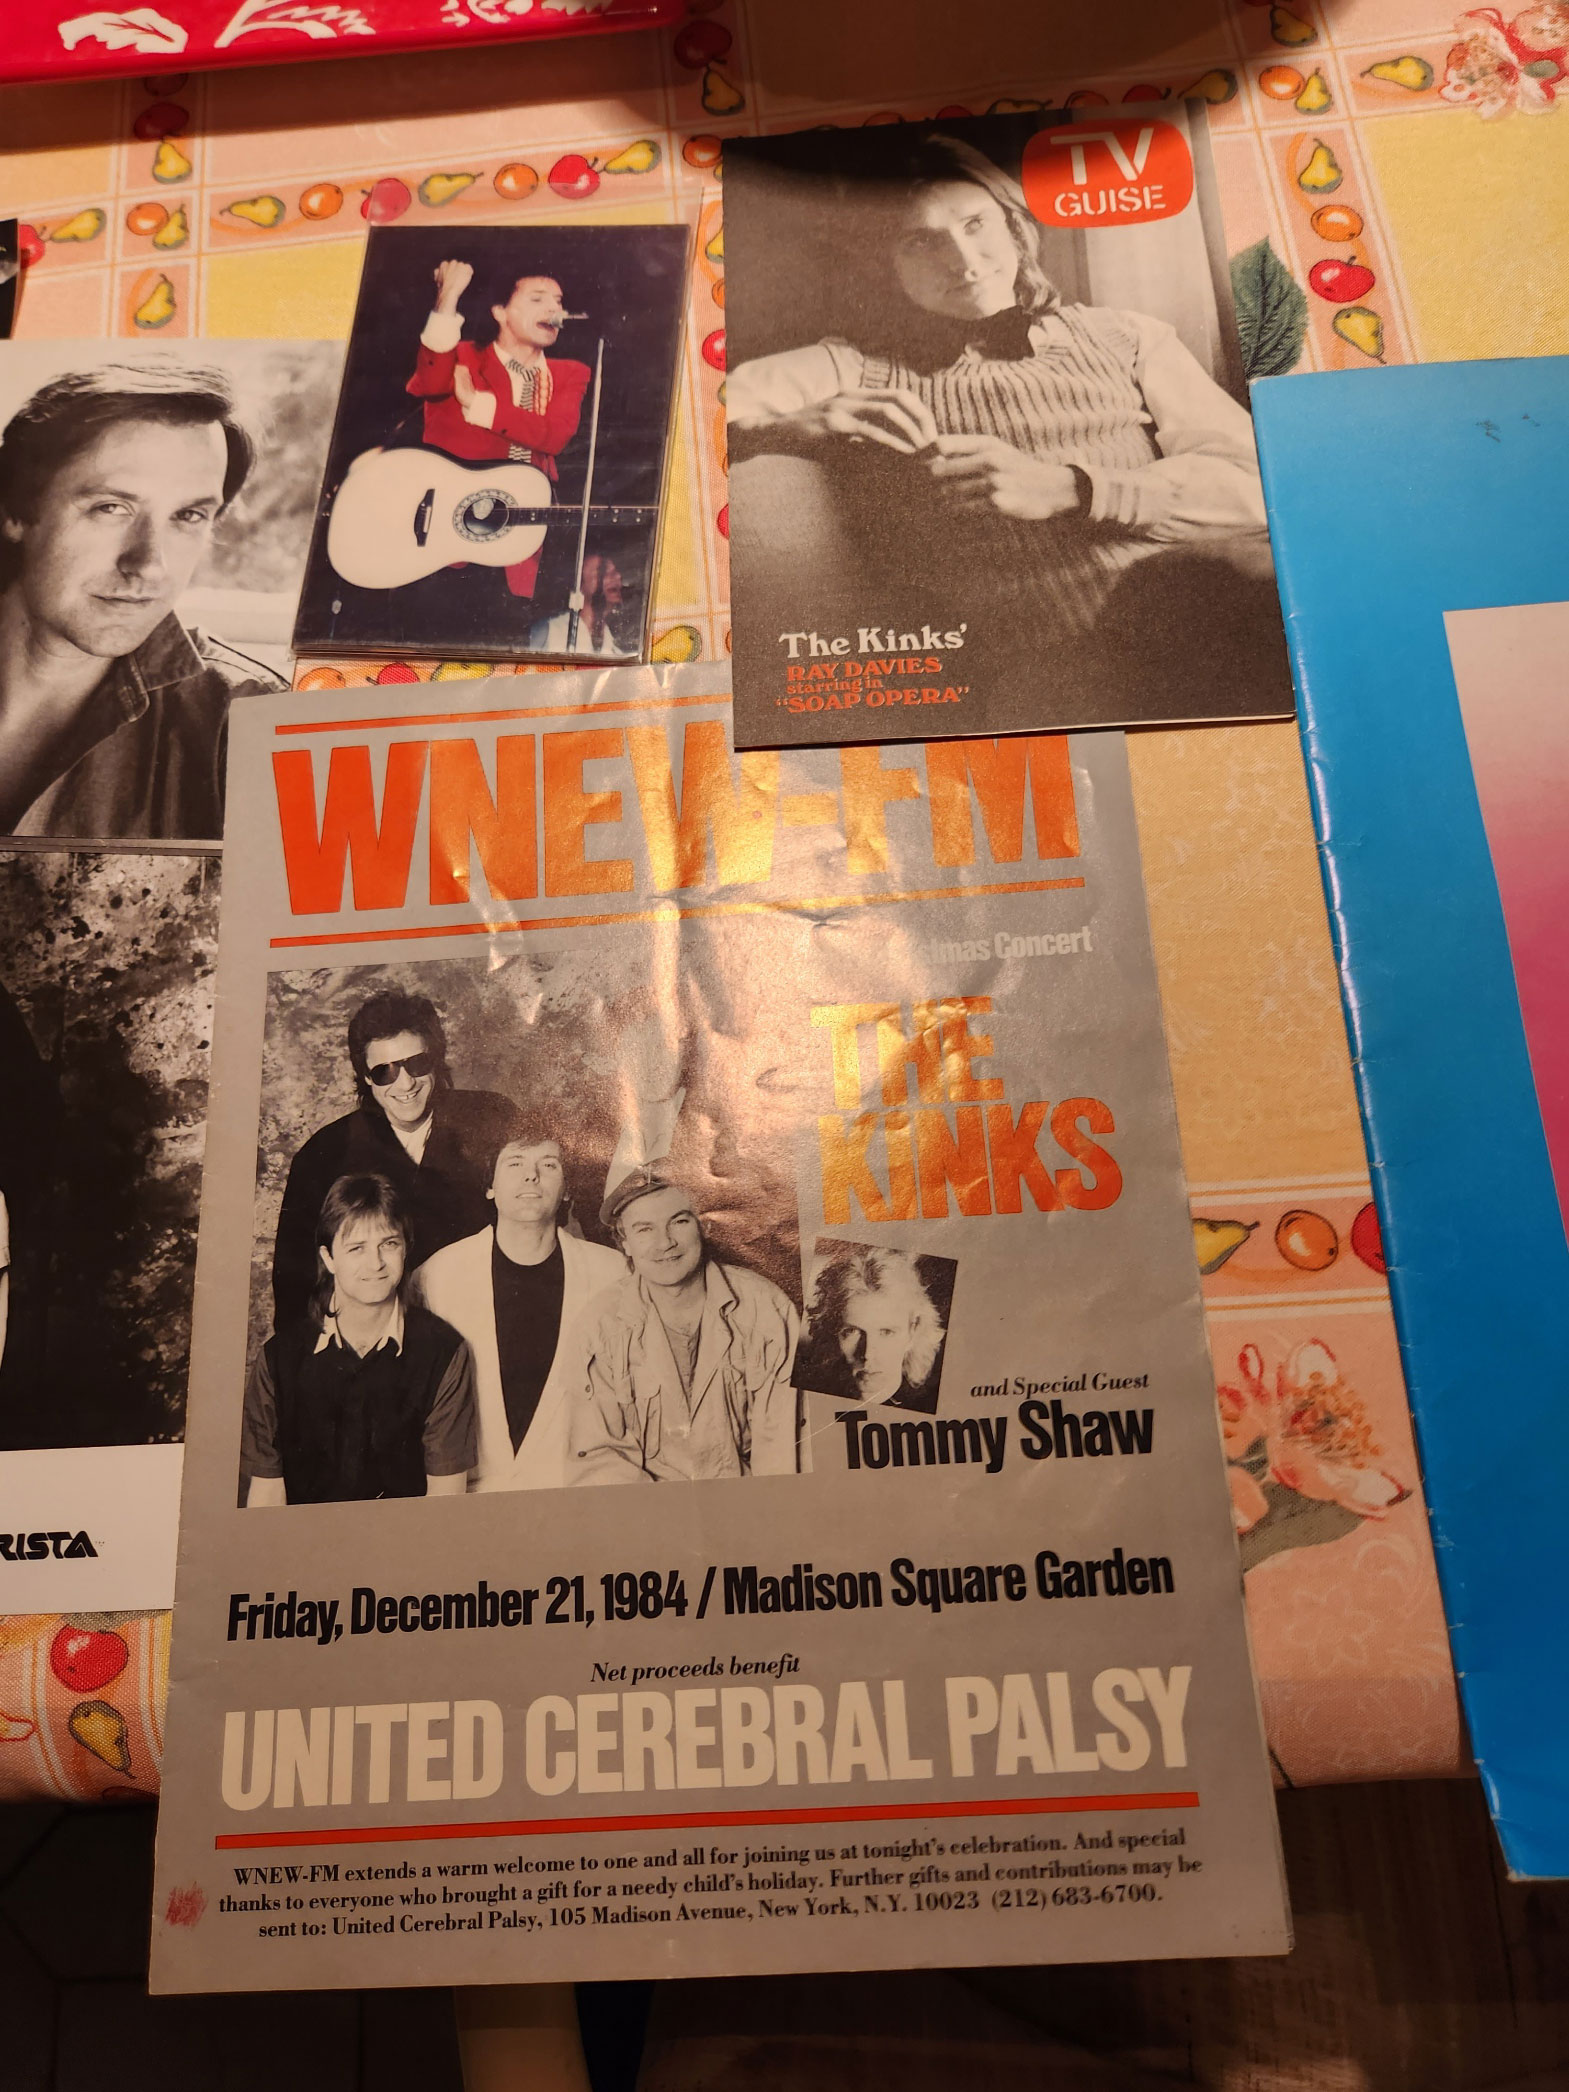 TV
GUISE
The Kinks'
RAY DAVIES
starring in
"SOAP OPERA"
WNEW-FM
Concert
THE
KiNKS
and Special Guest
Tommy Shaw
RISTA
Friday, December 21, 1984 / Madison Square Garden
Net proceeds benefit
UNITED CEREBRAL PALSY
WNEW-FM extends a warm welcome to one and all for joining us at tonight's celebration. And special
thanks to everyone who brought a gift for a needy child's holiday. Further gifts and contributions may be
sent to: United Cerebral Palsy, 105 Madison Avenue, New York, N.Y. 10023 (212) 683-6700.